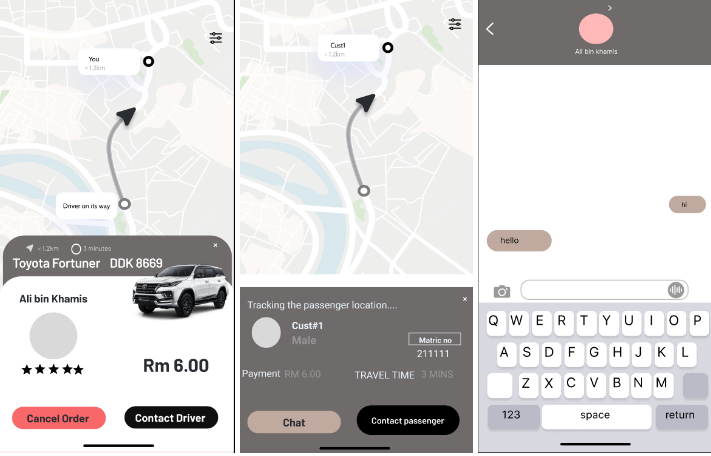 You
<1.2km
Driver on its way
< 1.2km
3 minutes
Toyota Fortuner DDK 8669
Ali bin Khamis
Rm 6.00
Cancel Order
Contact Driver
Cust1
<1.2km
Tracking the passenger location....
Cust#1
Male
Matric no
211111
Payment RM 6.00
TRAVEL TIME 3 MINS
Chat
Contact passenger
Ali bin khamis
hi
hello
Q W E R T Y U I O P
A S D F G H J K L
Z X C V B N M
123 space return